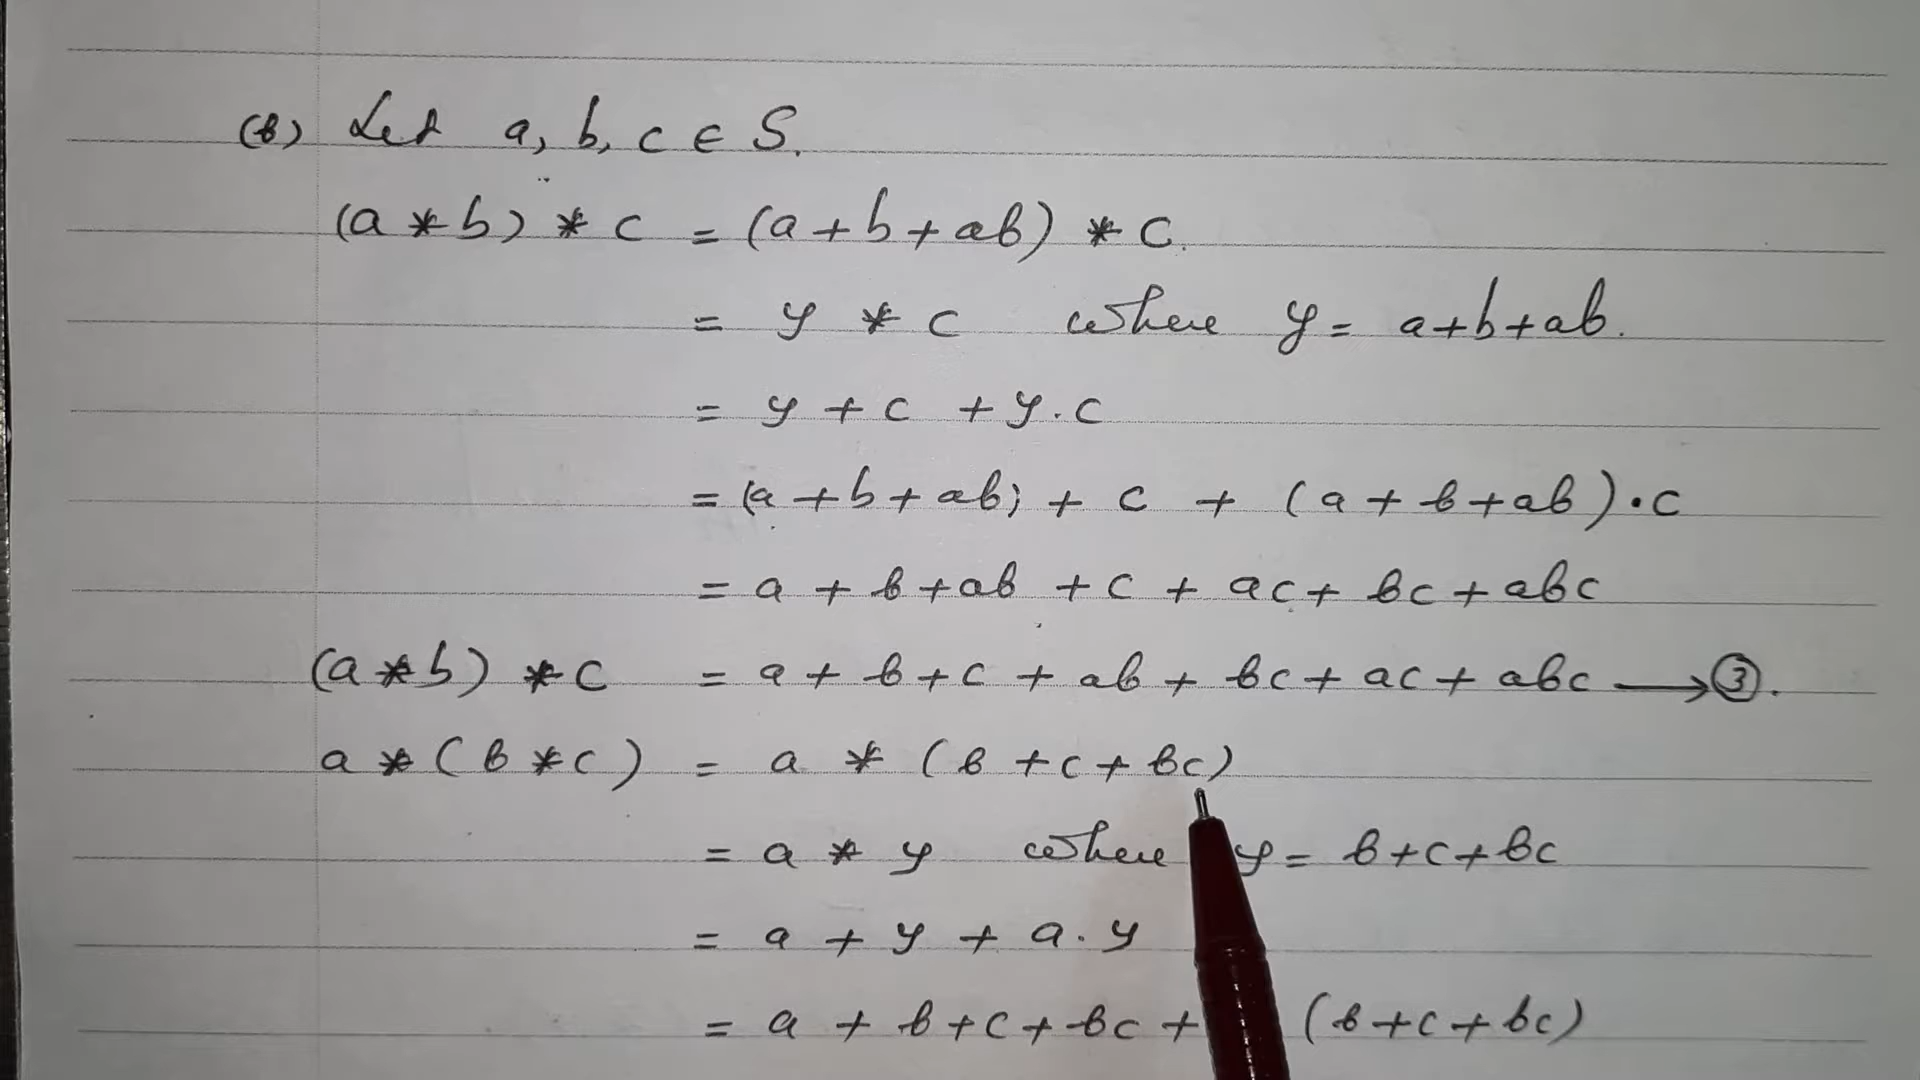 (b) Let a, b, c ∈ S.
(a * b) * c = (a + b + ab) * c.
= y * c where y = a+b+ab.
= y + c + y.c
= (a + b + ab) + c + (a + b + ab)·c
= a + b + ab + c + ac + bc + abc
(a * b) * c = a + b + c + ab + bc + ac + abc ⟶ ③.
a * (b * c) = a * (b + c + bc)
= a * y where y = b+c+bc
= a + y + a.y
= a + b + c + bc + (b + c + bc)